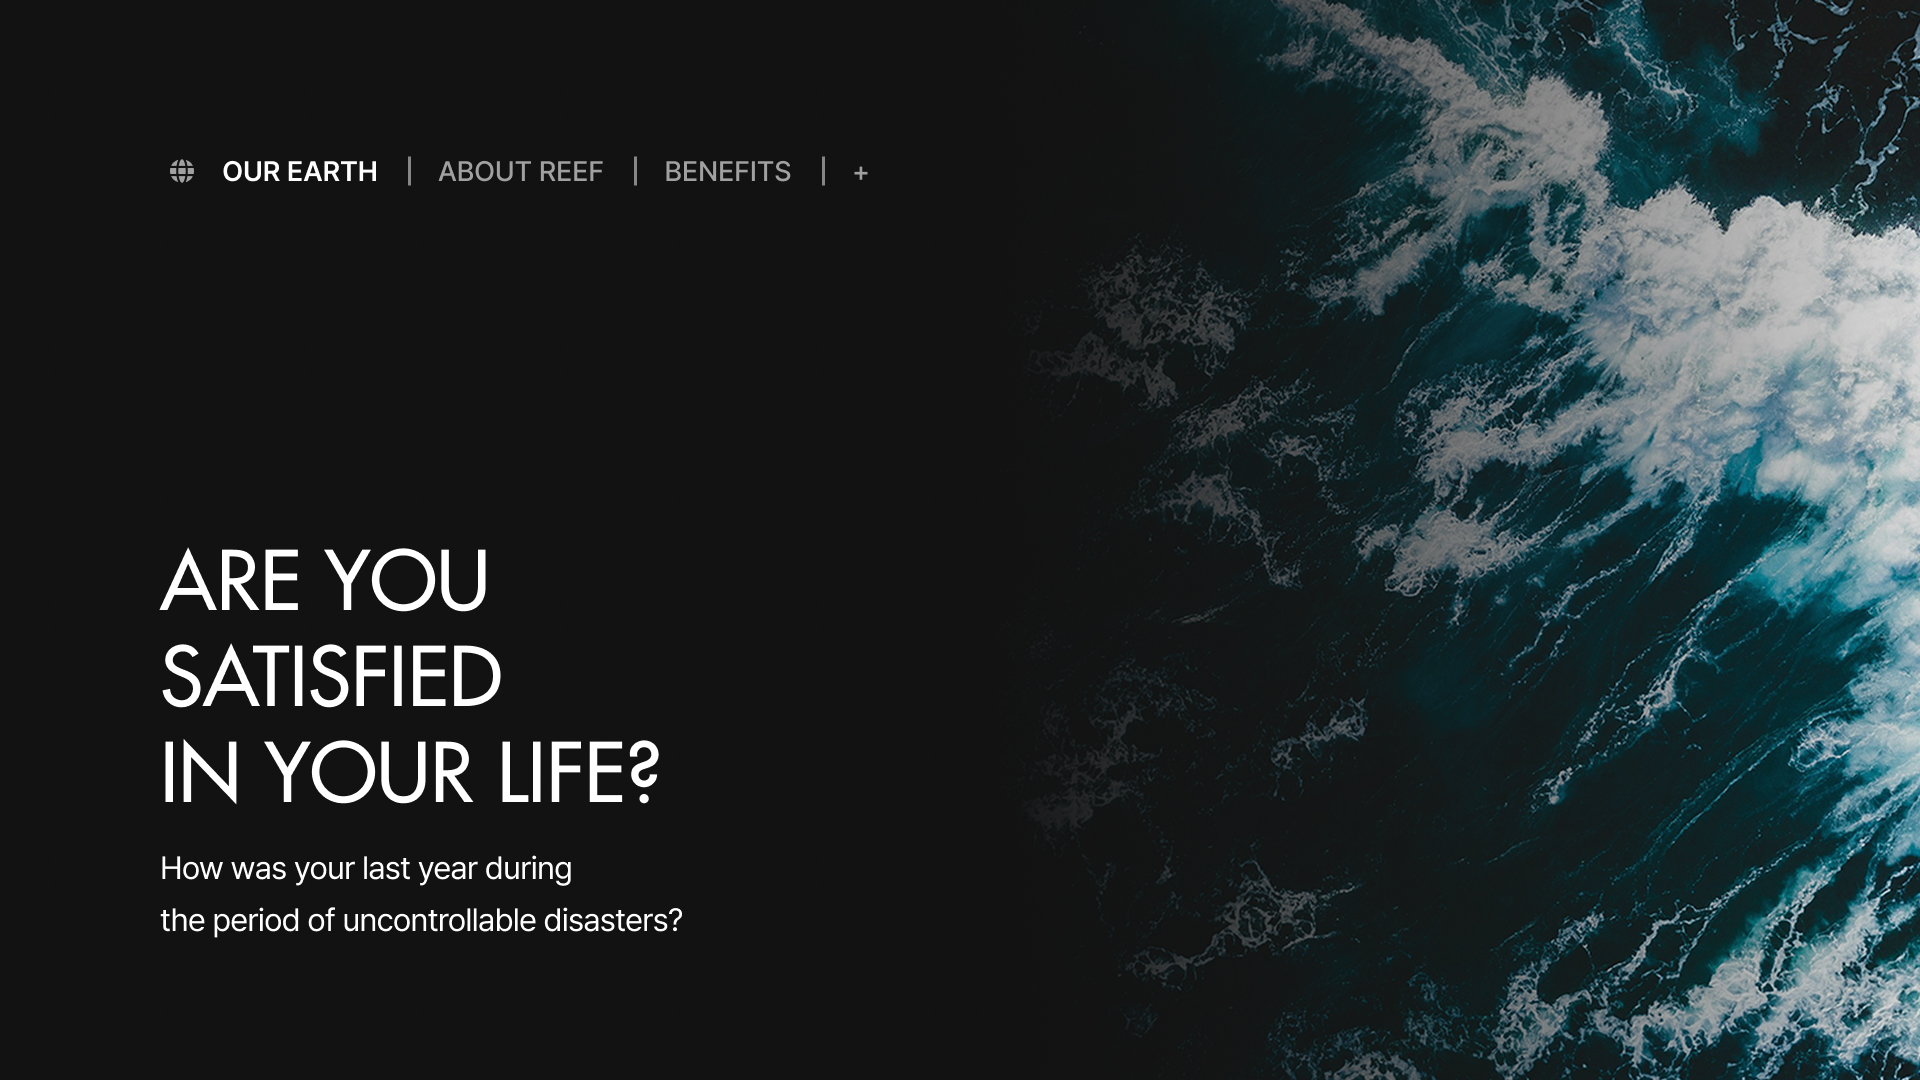 OUR EARTH | ABOUT REEF | BENEFITS | +
ARE YOU
SATISFIED
IN YOUR LIFE?
How was your last year during
the period of uncontrollable disasters?